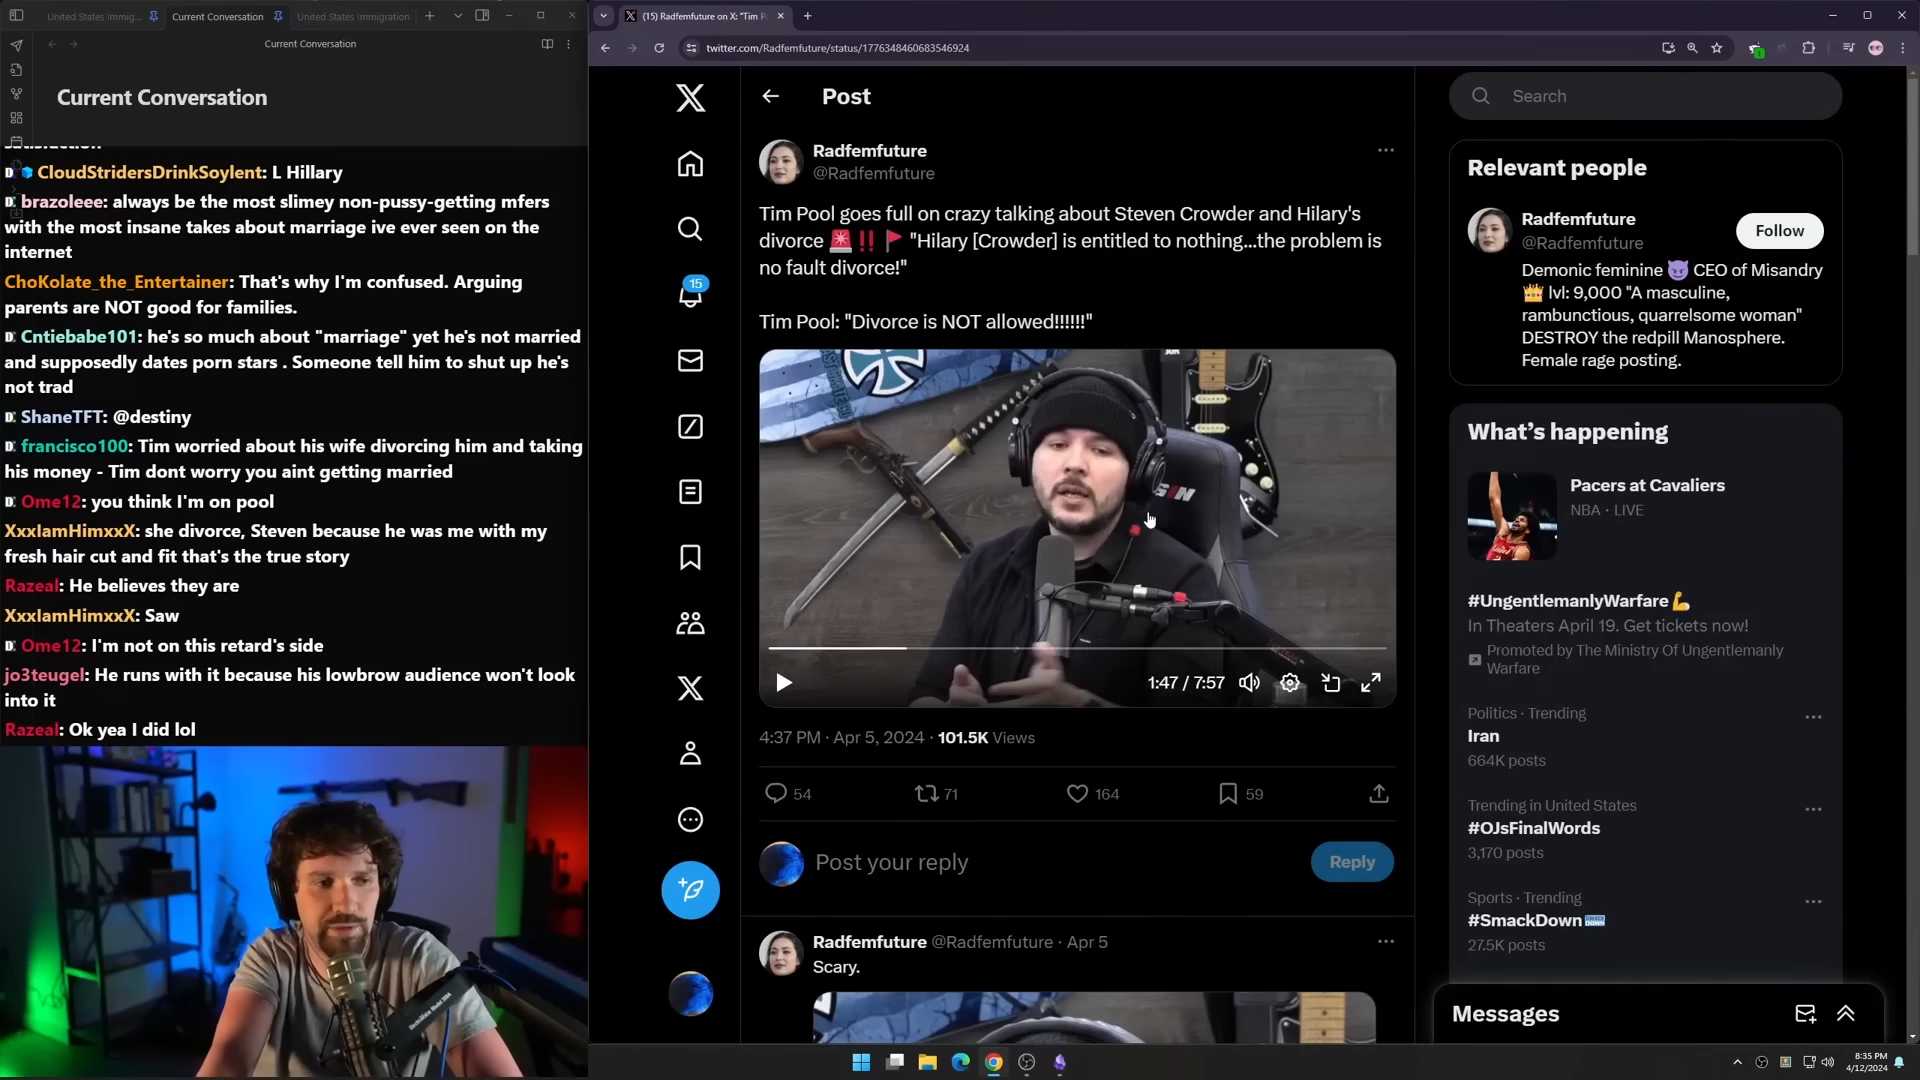 United States Immig...
Current Conversation
United States Immigration
Current Conversation
Current Conversation
satisfaction
CloudStridersDrinkSoylent: L Hillary
brazoleee: always be the most slimey non-pussy-getting mfers
with the most insane takes about marriage ive ever seen on the
internet
ChoKolate_the_Entertainer: That's why I'm confused. Arguing
parents are NOT good for families.
Cntiebabe101: he's so much about "marriage" yet he's not married
and supposedly dates porn stars . Someone tell him to shut up he's
not trad
ShaneTFT: @destiny
francisco100: Tim worried about his wife divorcing him and taking
his money - Tim dont worry you aint getting married
Ome12: you think I'm on pool
XxxIamHimxxX: she divorce, Steven because he was me with my
fresh hair cut and fit that's the true story
Razeal: He believes they are
XxxIamHimxxX: Saw
Ome12: I'm not on this retard's side
jo3teugel: He runs with it because his lowbrow audience won't look
into it
Razeal: Ok yea I did lol
(15) Radfemfuture on X: "Tim P
twitter.com/Radfemfuture/status/1776348460683546924
Post
Radfemfuture
@Radfemfuture
Tim Pool goes full on crazy talking about Steven Crowder and Hilary's
divorce 🚨‼️🚩 "Hilary [Crowder] is entitled to nothing...the problem is
no fault divorce!"
Tim Pool: "Divorce is NOT allowed!!!!!!"
1:47 / 7:57
4:37 PM · Apr 5, 2024 · 101.5K Views
54
71
164
59
Post your reply
Reply
Radfemfuture @Radfemfuture · Apr 5
Scary.
15
Search
Relevant people
Radfemfuture
@Radfemfuture
Follow
Demonic feminine 😈 CEO of Misandry
👑 lvl: 9,000 "A masculine,
rambunctious, quarrelsome woman"
DESTROY the redpill Manosphere.
Female rage posting.
What's happening
Pacers at Cavaliers
NBA · LIVE
#UngentlemanlyWarfare💪
In Theaters April 19. Get tickets now!
Promoted by The Ministry Of Ungentlemanly
Warfare
Politics · Trending
Iran
664K posts
Trending in United States
#OJsFinalWords
3,170 posts
Sports · Trending
#SmackDown
27.5K posts
Messages
8:35 PM
4/12/2024